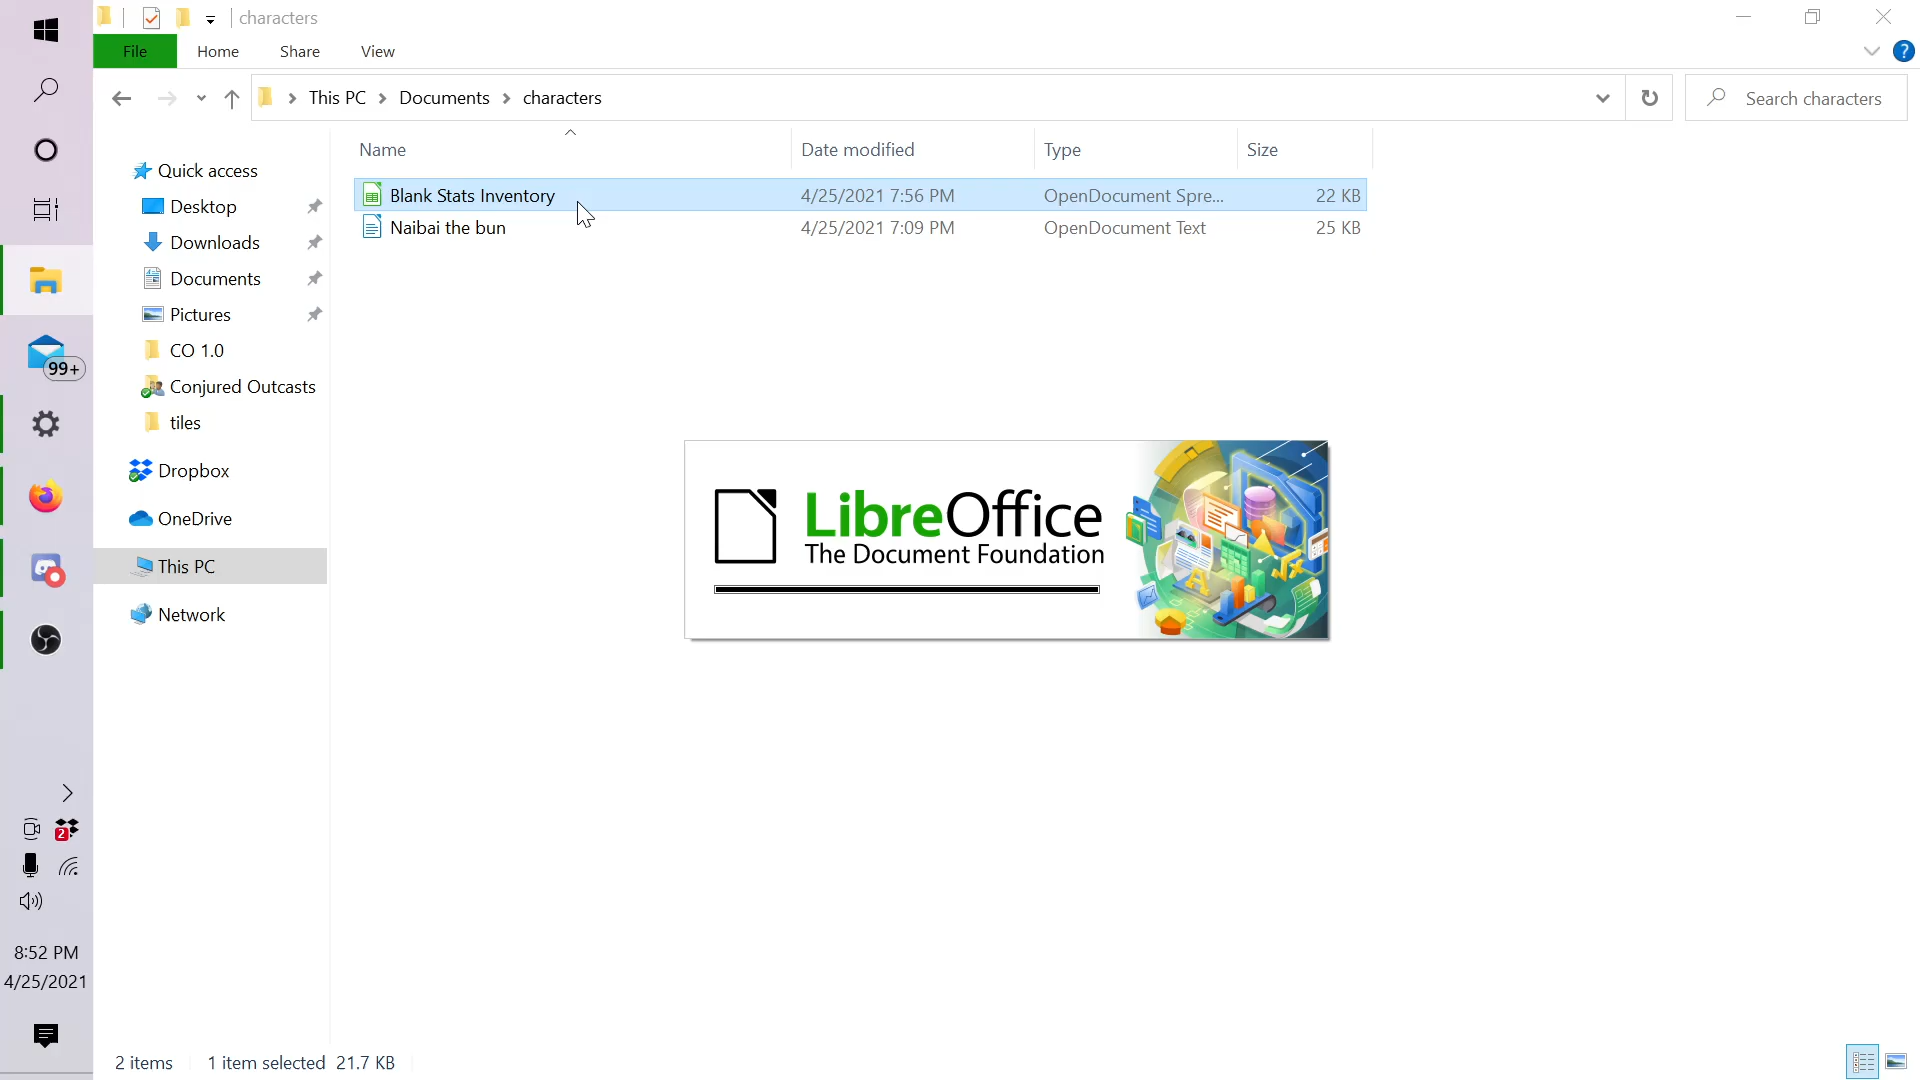 characters
File Home Share View
?
This PC Documents characters
Search characters
Name Date modified Type Size
Blank Stats Inventory 4/25/2021 7:56 PM OpenDocument Spre... 22 KB
Naibai the bun 4/25/2021 7:09 PM OpenDocument Text 25 KB
Quick access
Desktop
Downloads
Documents
Pictures
CO 1.0
Conjured Outcasts
tiles
Dropbox
OneDrive
This PC
Network
99+
LibreOffice
The Document Foundation
2
8:52 PM
4/25/2021
2 items 1 item selected 21.7 KB